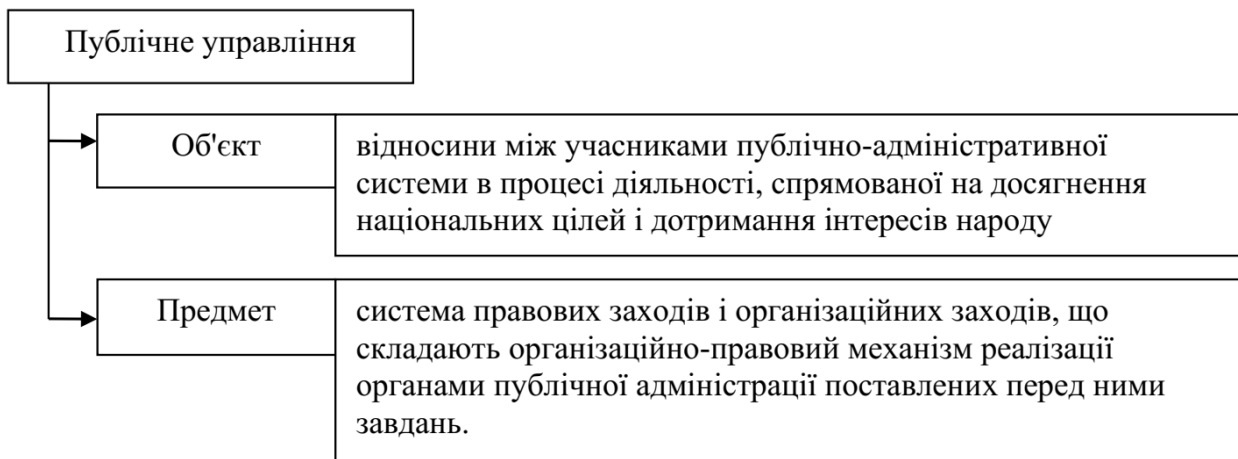 Публічне управління
Об'єкт
відносини між учасниками публічно-адміністративної
системи в процесі діяльності, спрямованої на досягнення
національних цілей і дотримання інтересів народу
Предмет
система правових заходів і організаційних заходів, що
складають організаційно-правовий механізм реалізації
органами публічної адміністрації поставлених перед ними
завдань.